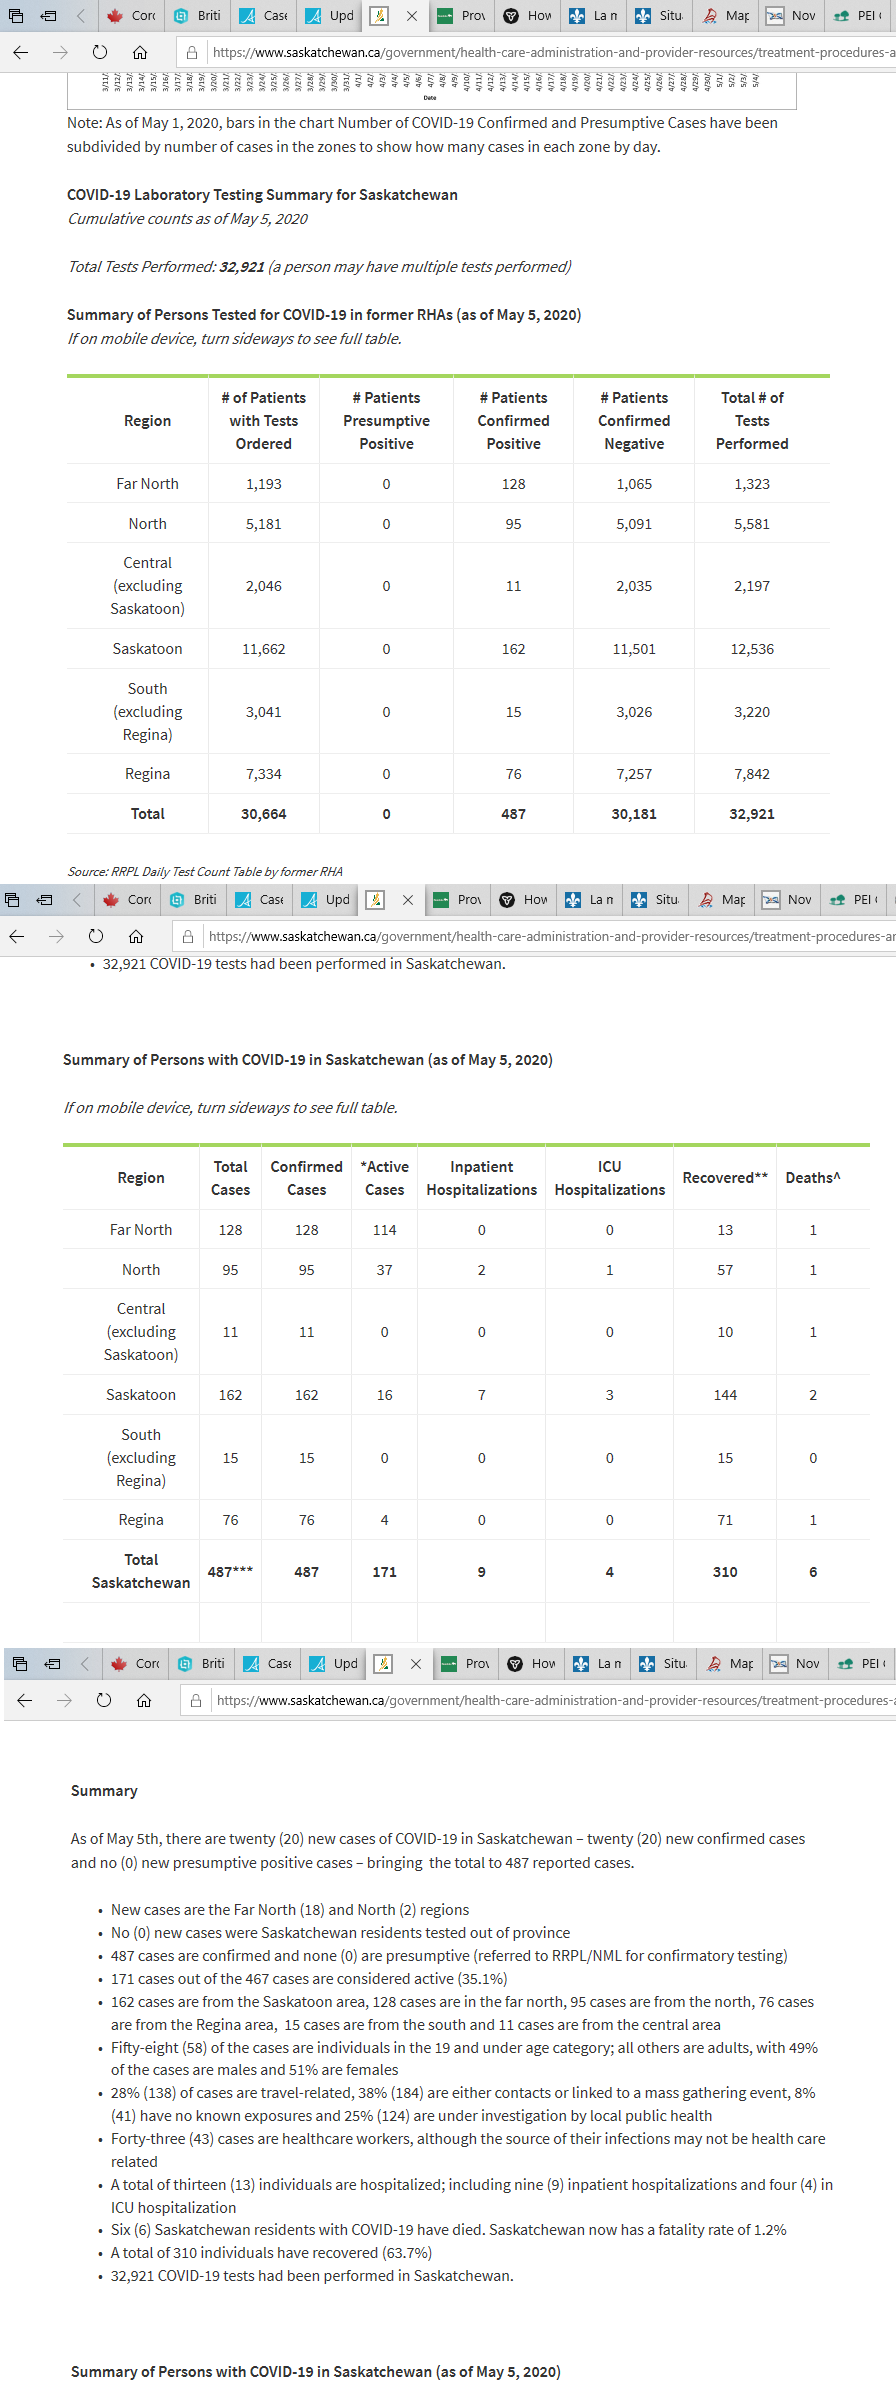 Corc Briti Case Upd Prov How La n Situ Map Nov PEI
https://www.saskatchewan.ca/government/health-care-administration-and-provider-resources/treatment-procedures-a
3/11/ 3/12/ 3/13/ 3/14/ 3/15/ 3/16/ 3/17/ 3/18/ 3/19/ 3/20/ 3/21/ 3/22/ 3/23/ 3/24/ 3/25/ 3/26/ 3/27/ 3/28/ 3/29/ 3/30/ 3/31/ 4/1/ 4/2/ 4/3/ 4/4/ 4/5/ 4/6/ 4/7/ 4/8/ 4/9/ 4/10/ 4/11/ 4/12/ 4/13/ 4/14/ 4/15/ 4/16/ 4/17/ 4/18/ 4/19/ 4/20/ 4/21/ 4/22/ 4/23/ 4/24/ 4/25/ 4/26/ 4/27/ 4/28/ 4/29/ 4/30/ 5/1/ 5/2/ 5/3/ 5/4/
Date
Note: As of May 1, 2020, bars in the chart Number of COVID-19 Confirmed and Presumptive Cases have been
subdivided by number of cases in the zones to show how many cases in each zone by day.
COVID-19 Laboratory Testing Summary for Saskatchewan
Cumulative counts as of May 5, 2020
Total Tests Performed: 32,921 (a person may have multiple tests performed)
Summary of Persons Tested for COVID-19 in former RHAs (as of May 5, 2020)
If on mobile device, turn sideways to see full table.
# of Patients # Patients # Patients # Patients Total # of
Region with Tests Presumptive Confirmed Confirmed Tests
Ordered Positive Positive Negative Performed
Far North 1,193 0 128 1,065 1,323
North 5,181 0 95 5,091 5,581
Central
(excluding 2,046 0 11 2,035 2,197
Saskatoon)
Saskatoon 11,662 0 162 11,501 12,536
South
(excluding 3,041 0 15 3,026 3,220
Regina)
Regina 7,334 0 76 7,257 7,842
Total 30,664 0 487 30,181 32,921
Source: RRPL Daily Test Count Table by former RHA
Corc Briti Case Upd Prov How La n Situ Map Nov PEI
https://www.saskatchewan.ca/government/health-care-administration-and-provider-resources/treatment-procedures-ar
• 32,921 COVID-19 tests had been performed in Saskatchewan.
Summary of Persons with COVID-19 in Saskatchewan (as of May 5, 2020)
If on mobile device, turn sideways to see full table.
Region Total Confirmed *Active Inpatient ICU Recovered** Deaths^
Cases Cases Cases Hospitalizations Hospitalizations
Far North 128 128 114 0 0 13 1
North 95 95 37 2 1 57 1
Central
(excluding 11 11 0 0 0 10 1
Saskatoon)
Saskatoon 162 162 16 7 3 144 2
South
(excluding 15 15 0 0 0 15 0
Regina)
Regina 76 76 4 0 0 71 1
Total
Saskatchewan 487*** 487 171 9 4 310 6
Corc Briti Case Upd Prov How La n Situ Map Nov PEI
https://www.saskatchewan.ca/government/health-care-administration-and-provider-resources/treatment-procedures-a
Summary
As of May 5th, there are twenty (20) new cases of COVID-19 in Saskatchewan – twenty (20) new confirmed cases
and no (0) new presumptive positive cases – bringing the total to 487 reported cases.
• New cases are the Far North (18) and North (2) regions
• No (0) new cases were Saskatchewan residents tested out of province
• 487 cases are confirmed and none (0) are presumptive (referred to RRPL/NML for confirmatory testing)
• 171 cases out of the 467 cases are considered active (35.1%)
• 162 cases are from the Saskatoon area, 128 cases are in the far north, 95 cases are from the north, 76 cases
are from the Regina area, 15 cases are from the south and 11 cases are from the central area
• Fifty-eight (58) of the cases are individuals in the 19 and under age category; all others are adults, with 49%
of the cases are males and 51% are females
• 28% (138) of cases are travel-related, 38% (184) are either contacts or linked to a mass gathering event, 8%
(41) have no known exposures and 25% (124) are under investigation by local public health
• Forty-three (43) cases are healthcare workers, although the source of their infections may not be health care
related
• A total of thirteen (13) individuals are hospitalized; including nine (9) inpatient hospitalizations and four (4) in
ICU hospitalization
• Six (6) Saskatchewan residents with COVID-19 have died. Saskatchewan now has a fatality rate of 1.2%
• A total of 310 individuals have recovered (63.7%)
• 32,921 COVID-19 tests had been performed in Saskatchewan.
Summary of Persons with COVID-19 in Saskatchewan (as of May 5, 2020)